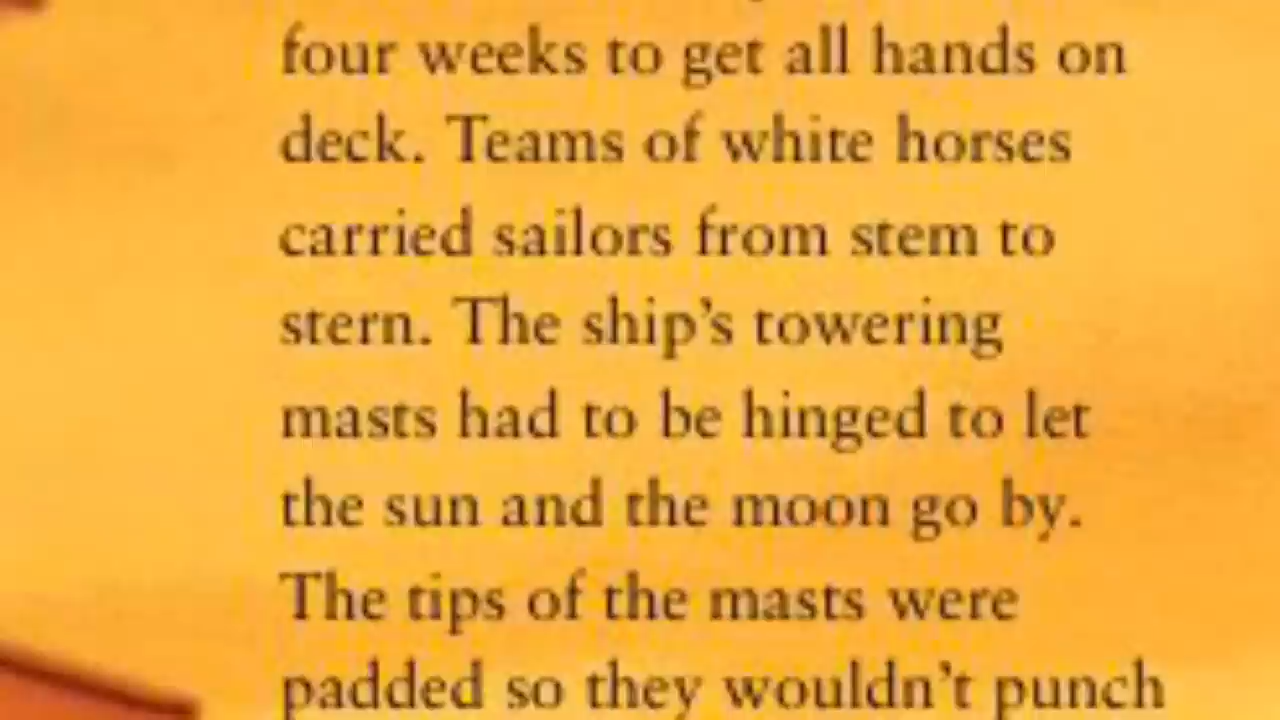 four weeks to get all hands on
deck. Teams of white horses
carried sailors from stem to
stern. The ship's towering
masts had to be hinged to let
the sun and the moon go by.
The tips of the masts were
padded so they wouldn't punch